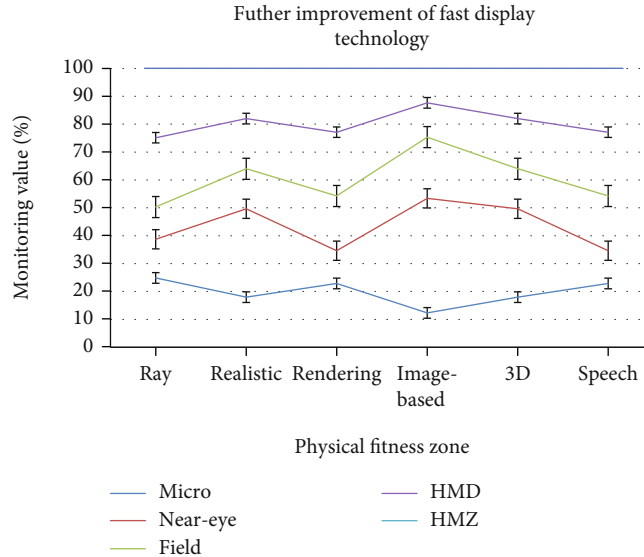 Futher improvement of fast display
technology
Monitoring value (%)
100
90
80
70
60
50
40
30
20
10
0
Ray Realistic Rendering Image-based 3D Speech
Physical fitness zone
Micro HMD
Near-eye HMZ
Field